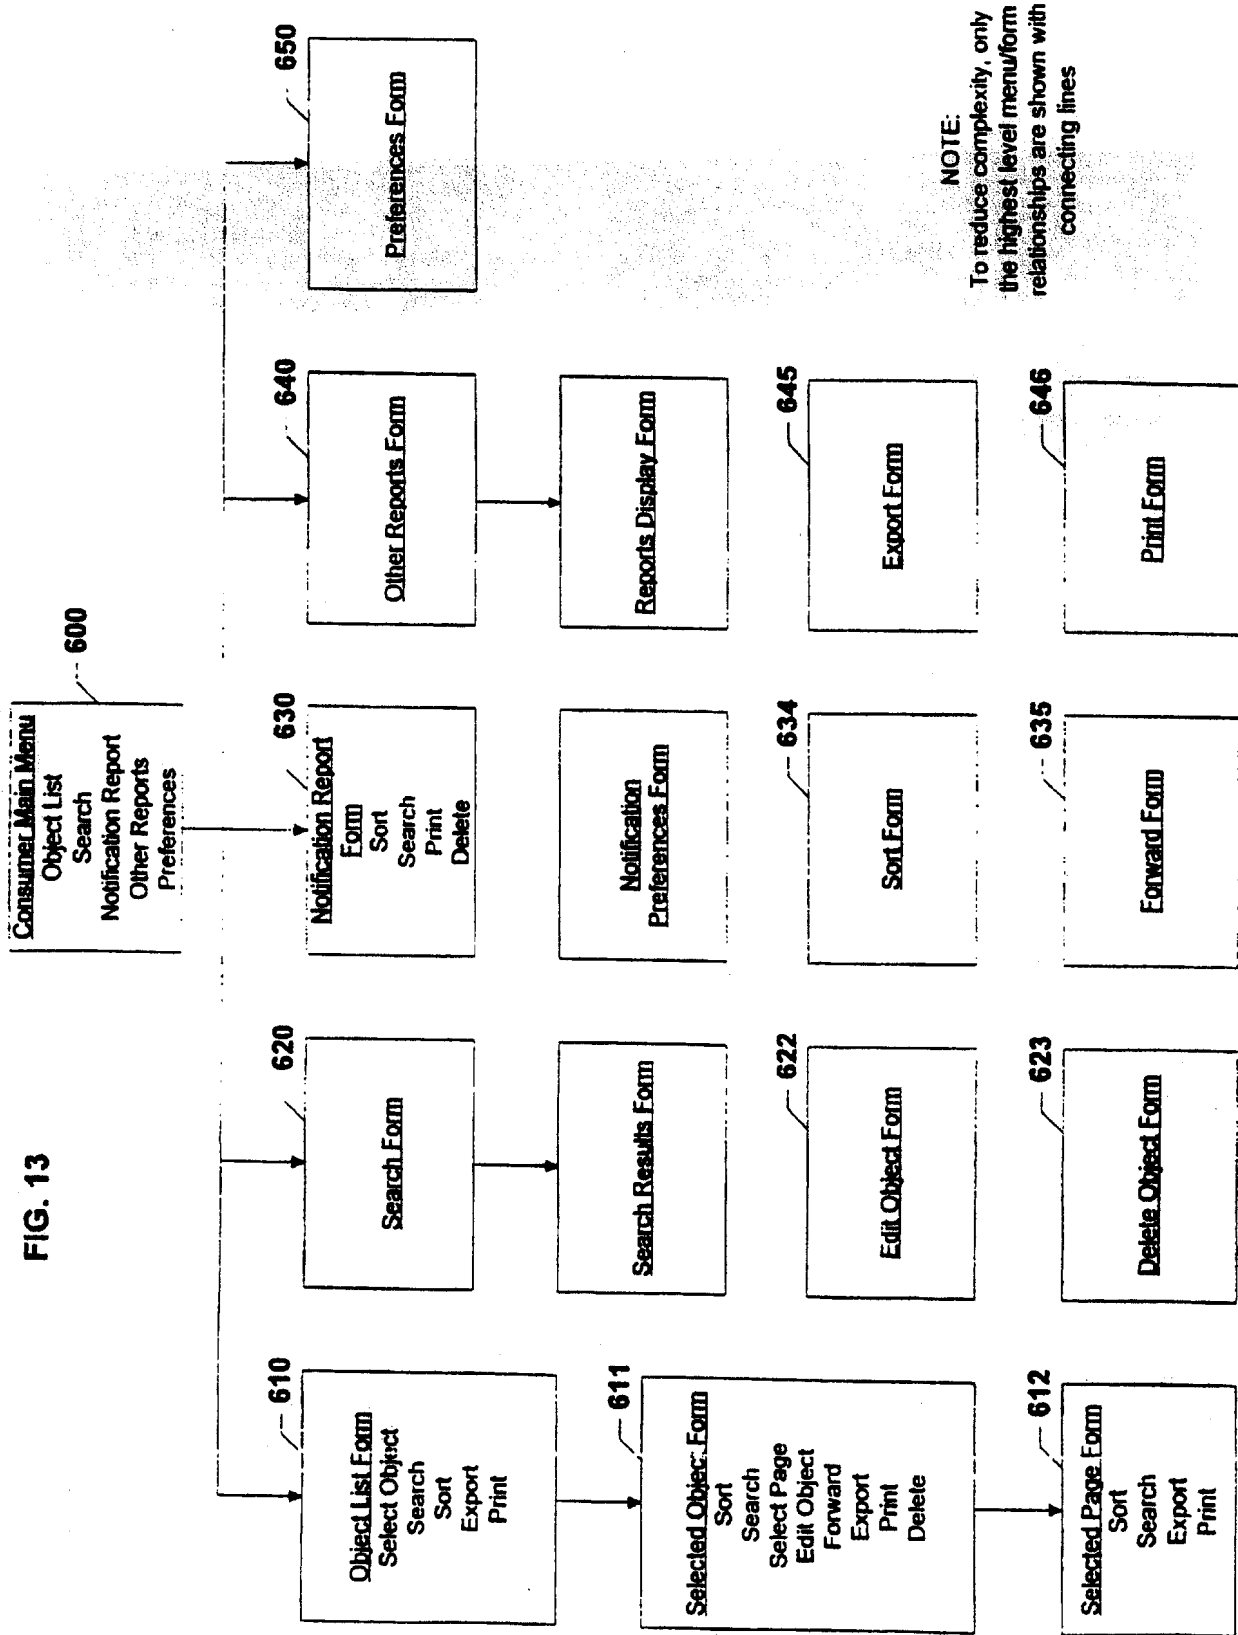 FIG. 13
Consumer Main Menu
Object List
Search
Notification Report
Other Reports
Preferences
600
610
Object List Form
Select Object
Search
Sort
Export
Print
620
Search Form
630
Notification Report
Form
Sort
Search
Print
Delete
640
Other Reports Form
650
Preferences Form
611
Selected Object Form
Sort
Search
Select Page
Edit Object
Forward
Export
Print
Delete
Search Results Form
Notification
Preferences Form
Reports Display Form
622
Edit Object Form
634
Sort Form
645
Export Form
612
Selected Page Form
Sort
Search
Export
Print
623
Delete Object Form
635
Forward Form
646
Print Form
NOTE:
To reduce complexity, only
the highest level menu/form
relationships are shown with
connecting lines